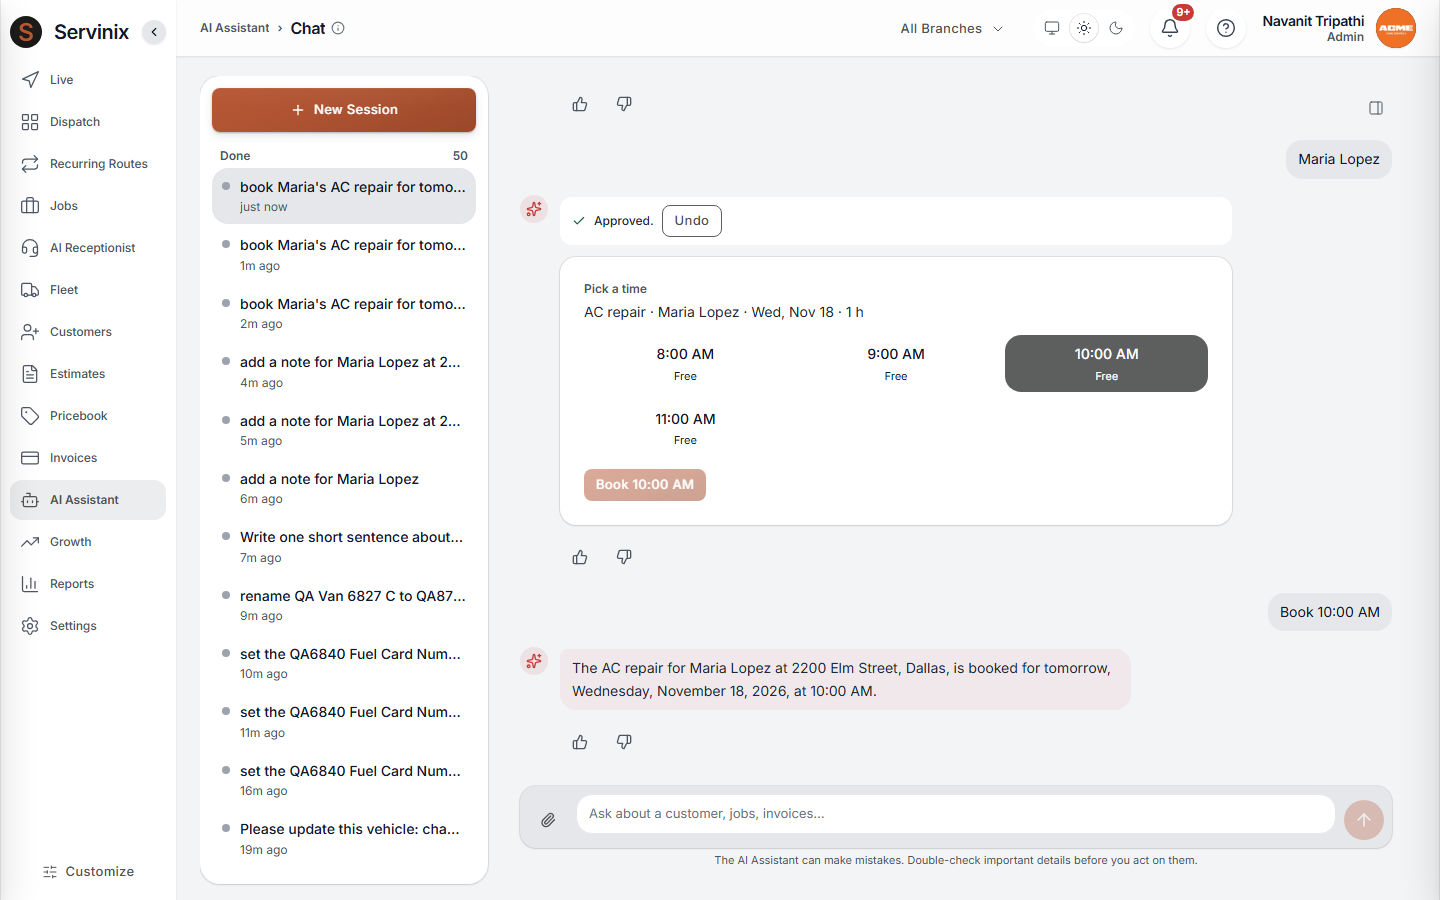 S Servinix
Live
Dispatch
Recurring Routes
Jobs
AI Receptionist
Fleet
Customers
Estimates
Pricebook
Invoices
AI Assistant
Growth
Reports
Settings
Customize
AI Assistant › Chat
All Branches
9+
Navanit Tripathi
Admin
ACME
+ New Session
Done 50
book Maria's AC repair for tomo...
just now
book Maria's AC repair for tomo...
1m ago
book Maria's AC repair for tomo...
2m ago
add a note for Maria Lopez at 2...
4m ago
add a note for Maria Lopez at 2...
5m ago
add a note for Maria Lopez
6m ago
Write one short sentence about...
7m ago
rename QA Van 6827 C to QA87...
9m ago
set the QA6840 Fuel Card Num...
10m ago
set the QA6840 Fuel Card Num...
11m ago
set the QA6840 Fuel Card Num...
16m ago
Please update this vehicle: cha...
19m ago
Maria Lopez
Approved. Undo
Pick a time
AC repair · Maria Lopez · Wed, Nov 18 · 1 h
8:00 AM 9:00 AM 10:00 AM
Free Free Free
11:00 AM
Free
Book 10:00 AM
Book 10:00 AM
The AC repair for Maria Lopez at 2200 Elm Street, Dallas, is booked for tomorrow,
Wednesday, November 18, 2026, at 10:00 AM.
Ask about a customer, jobs, invoices...
The AI Assistant can make mistakes. Double-check important details before you act on them.